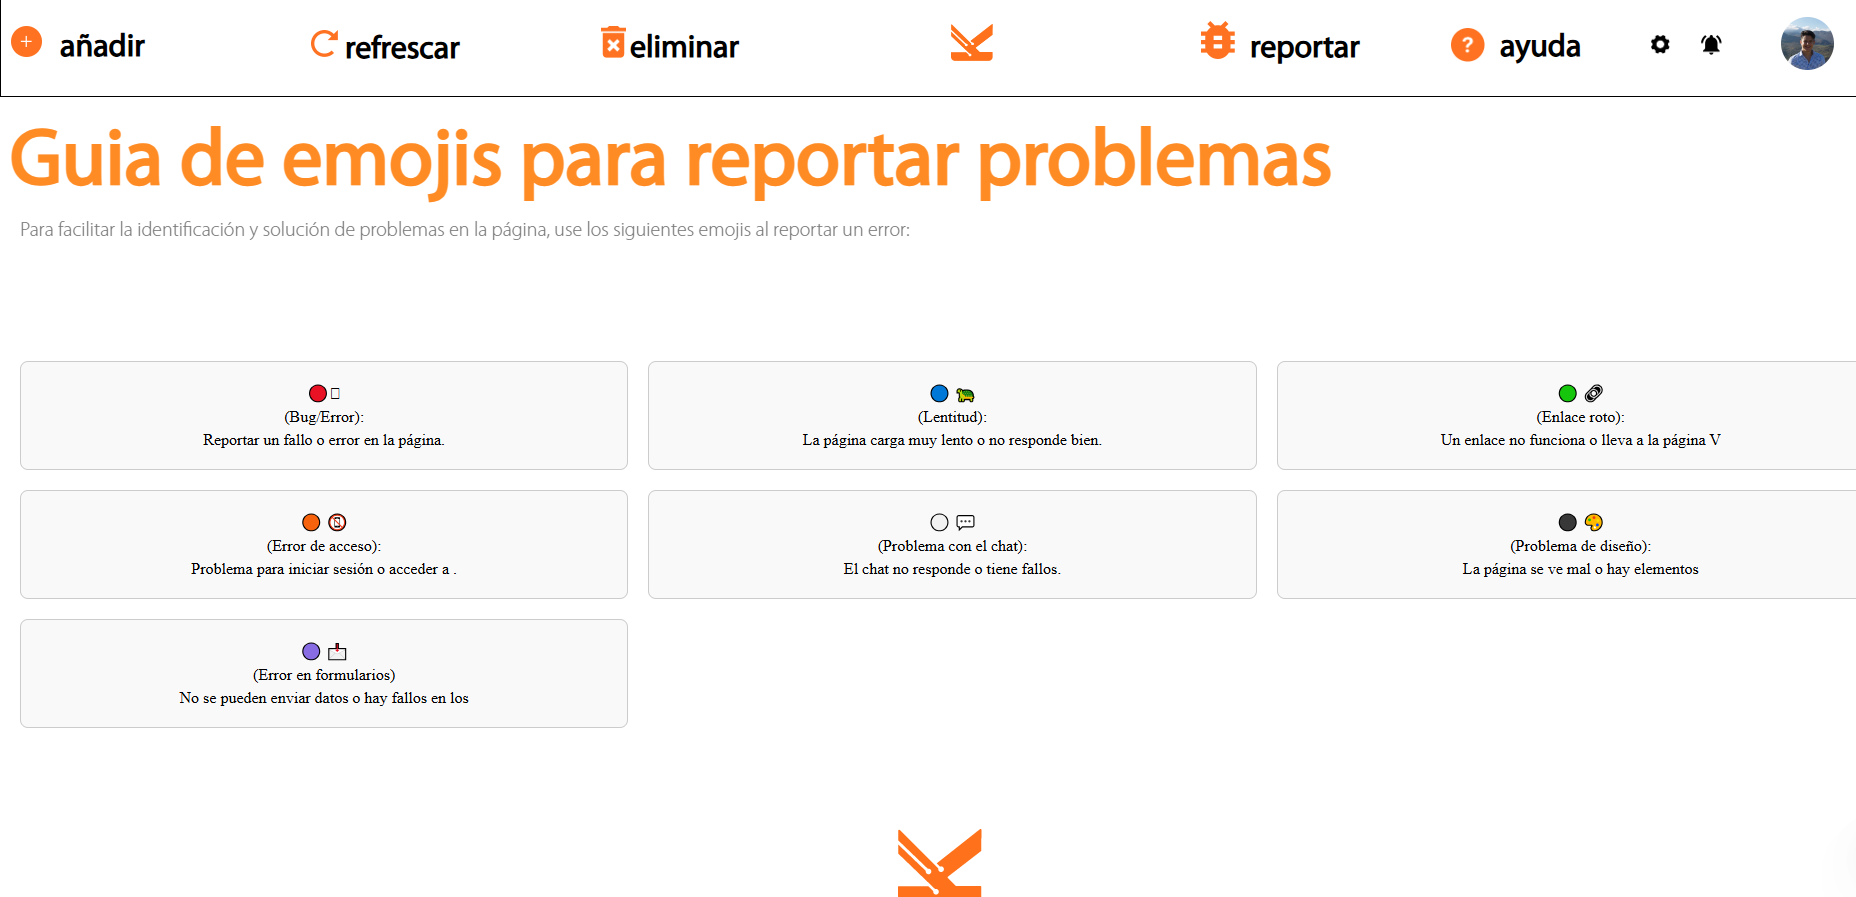 añadir
refrescar
eliminar
reportar
ayuda
Guia de emojis para reportar problemas
Para facilitar la identificación y solución de problemas en la página, use los siguientes emojis al reportar un error:
(Bug/Error):
Reportar un fallo o error en la página.
(Lentitud):
La página carga muy lento o no responde bien.
(Enlace roto):
Un enlace no funciona o lleva a la página V
(Error de acceso):
Problema para iniciar sesión o acceder a .
(Problema con el chat):
El chat no responde o tiene fallos.
(Problema de diseño):
La página se ve mal o hay elementos
(Error en formularios)
No se pueden enviar datos o hay fallos en los